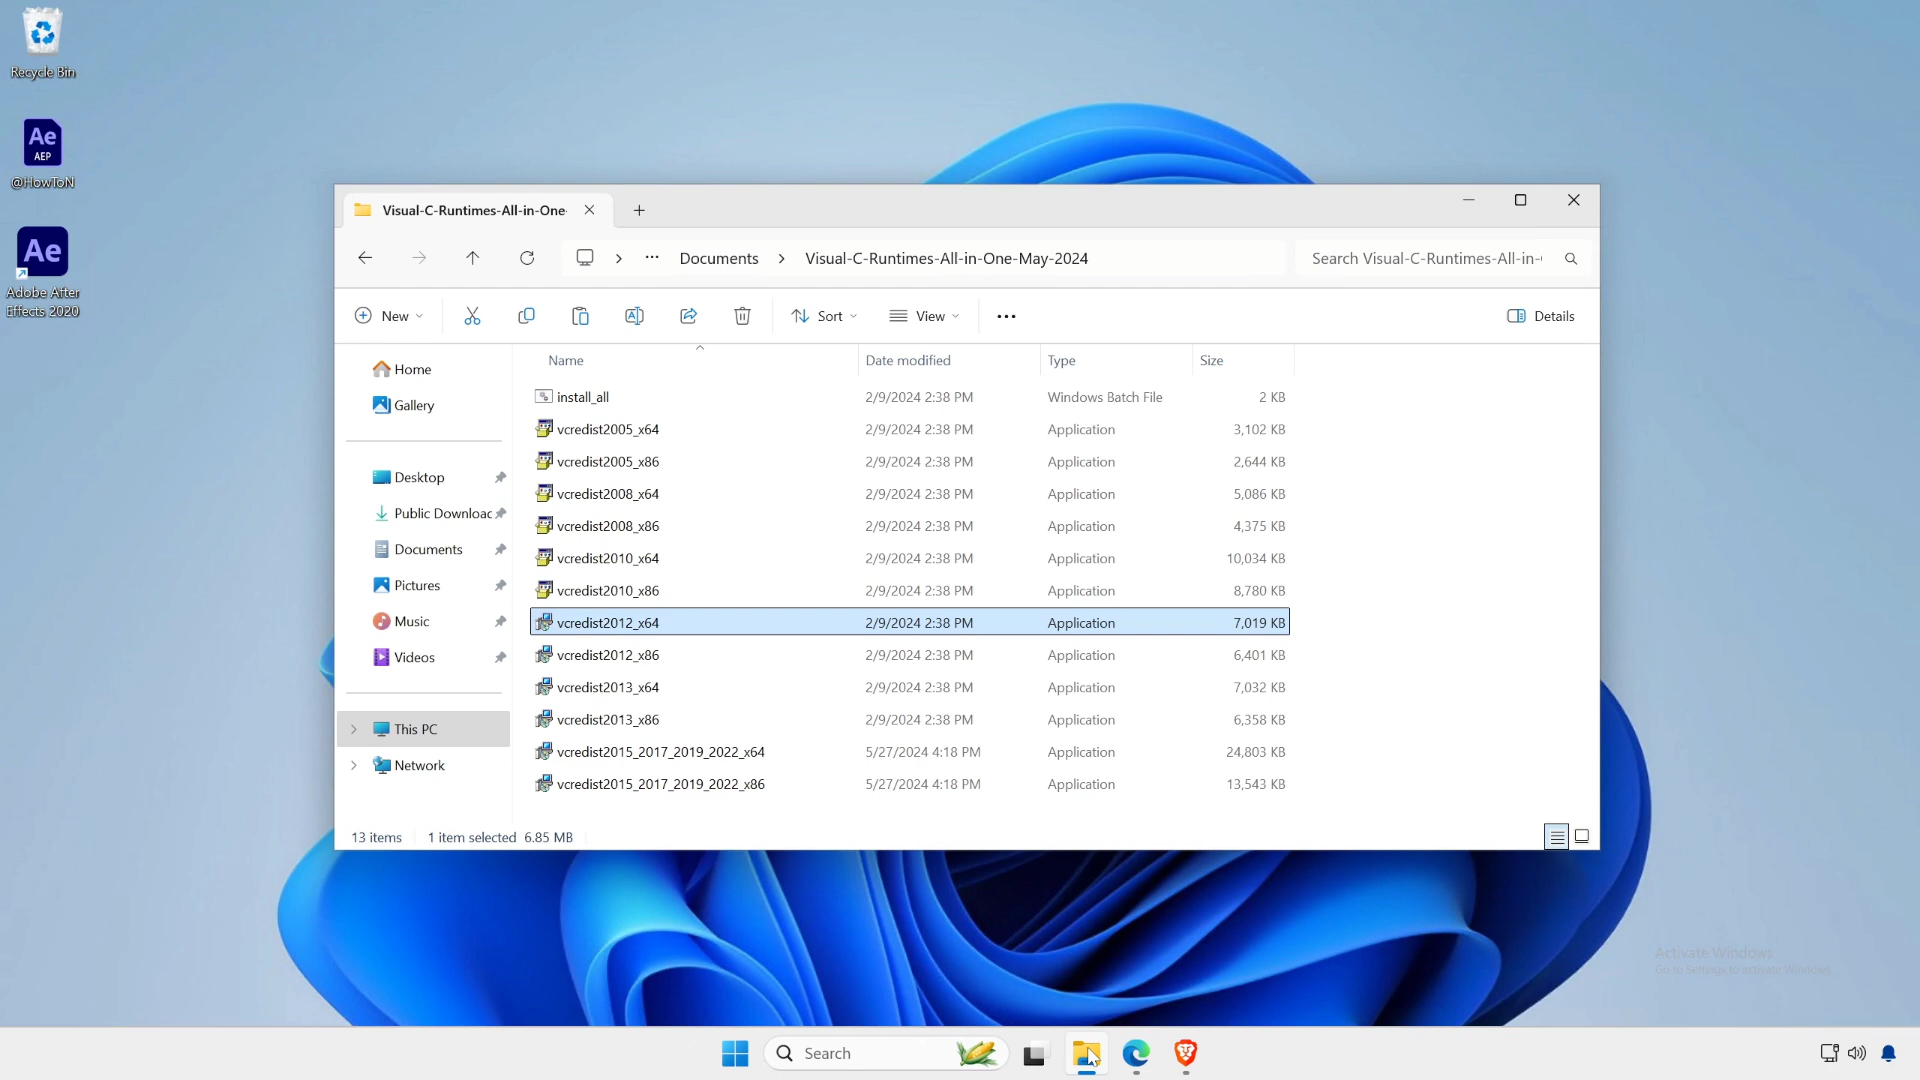 Recycle Bin
Ae
AEP
@HowToN
Ae
Adobe After
Effects 2020
Visual-C-Runtimes-All-in-One-
Documents
Visual-C-Runtimes-All-in-One-May-2024
Search Visual-C-Runtimes-All-in-
New
Sort
View
Details
Home
Gallery
Desktop
Public Downloac
Documents
Pictures
Music
Videos
This PC
Network
Name Date modified Type Size
install_all 2/9/2024 2:38 PM Windows Batch File 2 KB
vcredist2005_x64 2/9/2024 2:38 PM Application 3,102 KB
vcredist2005_x86 2/9/2024 2:38 PM Application 2,644 KB
vcredist2008_x64 2/9/2024 2:38 PM Application 5,086 KB
vcredist2008_x86 2/9/2024 2:38 PM Application 4,375 KB
vcredist2010_x64 2/9/2024 2:38 PM Application 10,034 KB
vcredist2010_x86 2/9/2024 2:38 PM Application 8,780 KB
vcredist2012_x64 2/9/2024 2:38 PM Application 7,019 KB
vcredist2012_x86 2/9/2024 2:38 PM Application 6,401 KB
vcredist2013_x64 2/9/2024 2:38 PM Application 7,032 KB
vcredist2013_x86 2/9/2024 2:38 PM Application 6,358 KB
vcredist2015_2017_2019_2022_x64 5/27/2024 4:18 PM Application 24,803 KB
vcredist2015_2017_2019_2022_x86 5/27/2024 4:18 PM Application 13,543 KB
13 items 1 item selected 6.85 MB
Activate Windows
Go to Settings to activate Windows.
Search